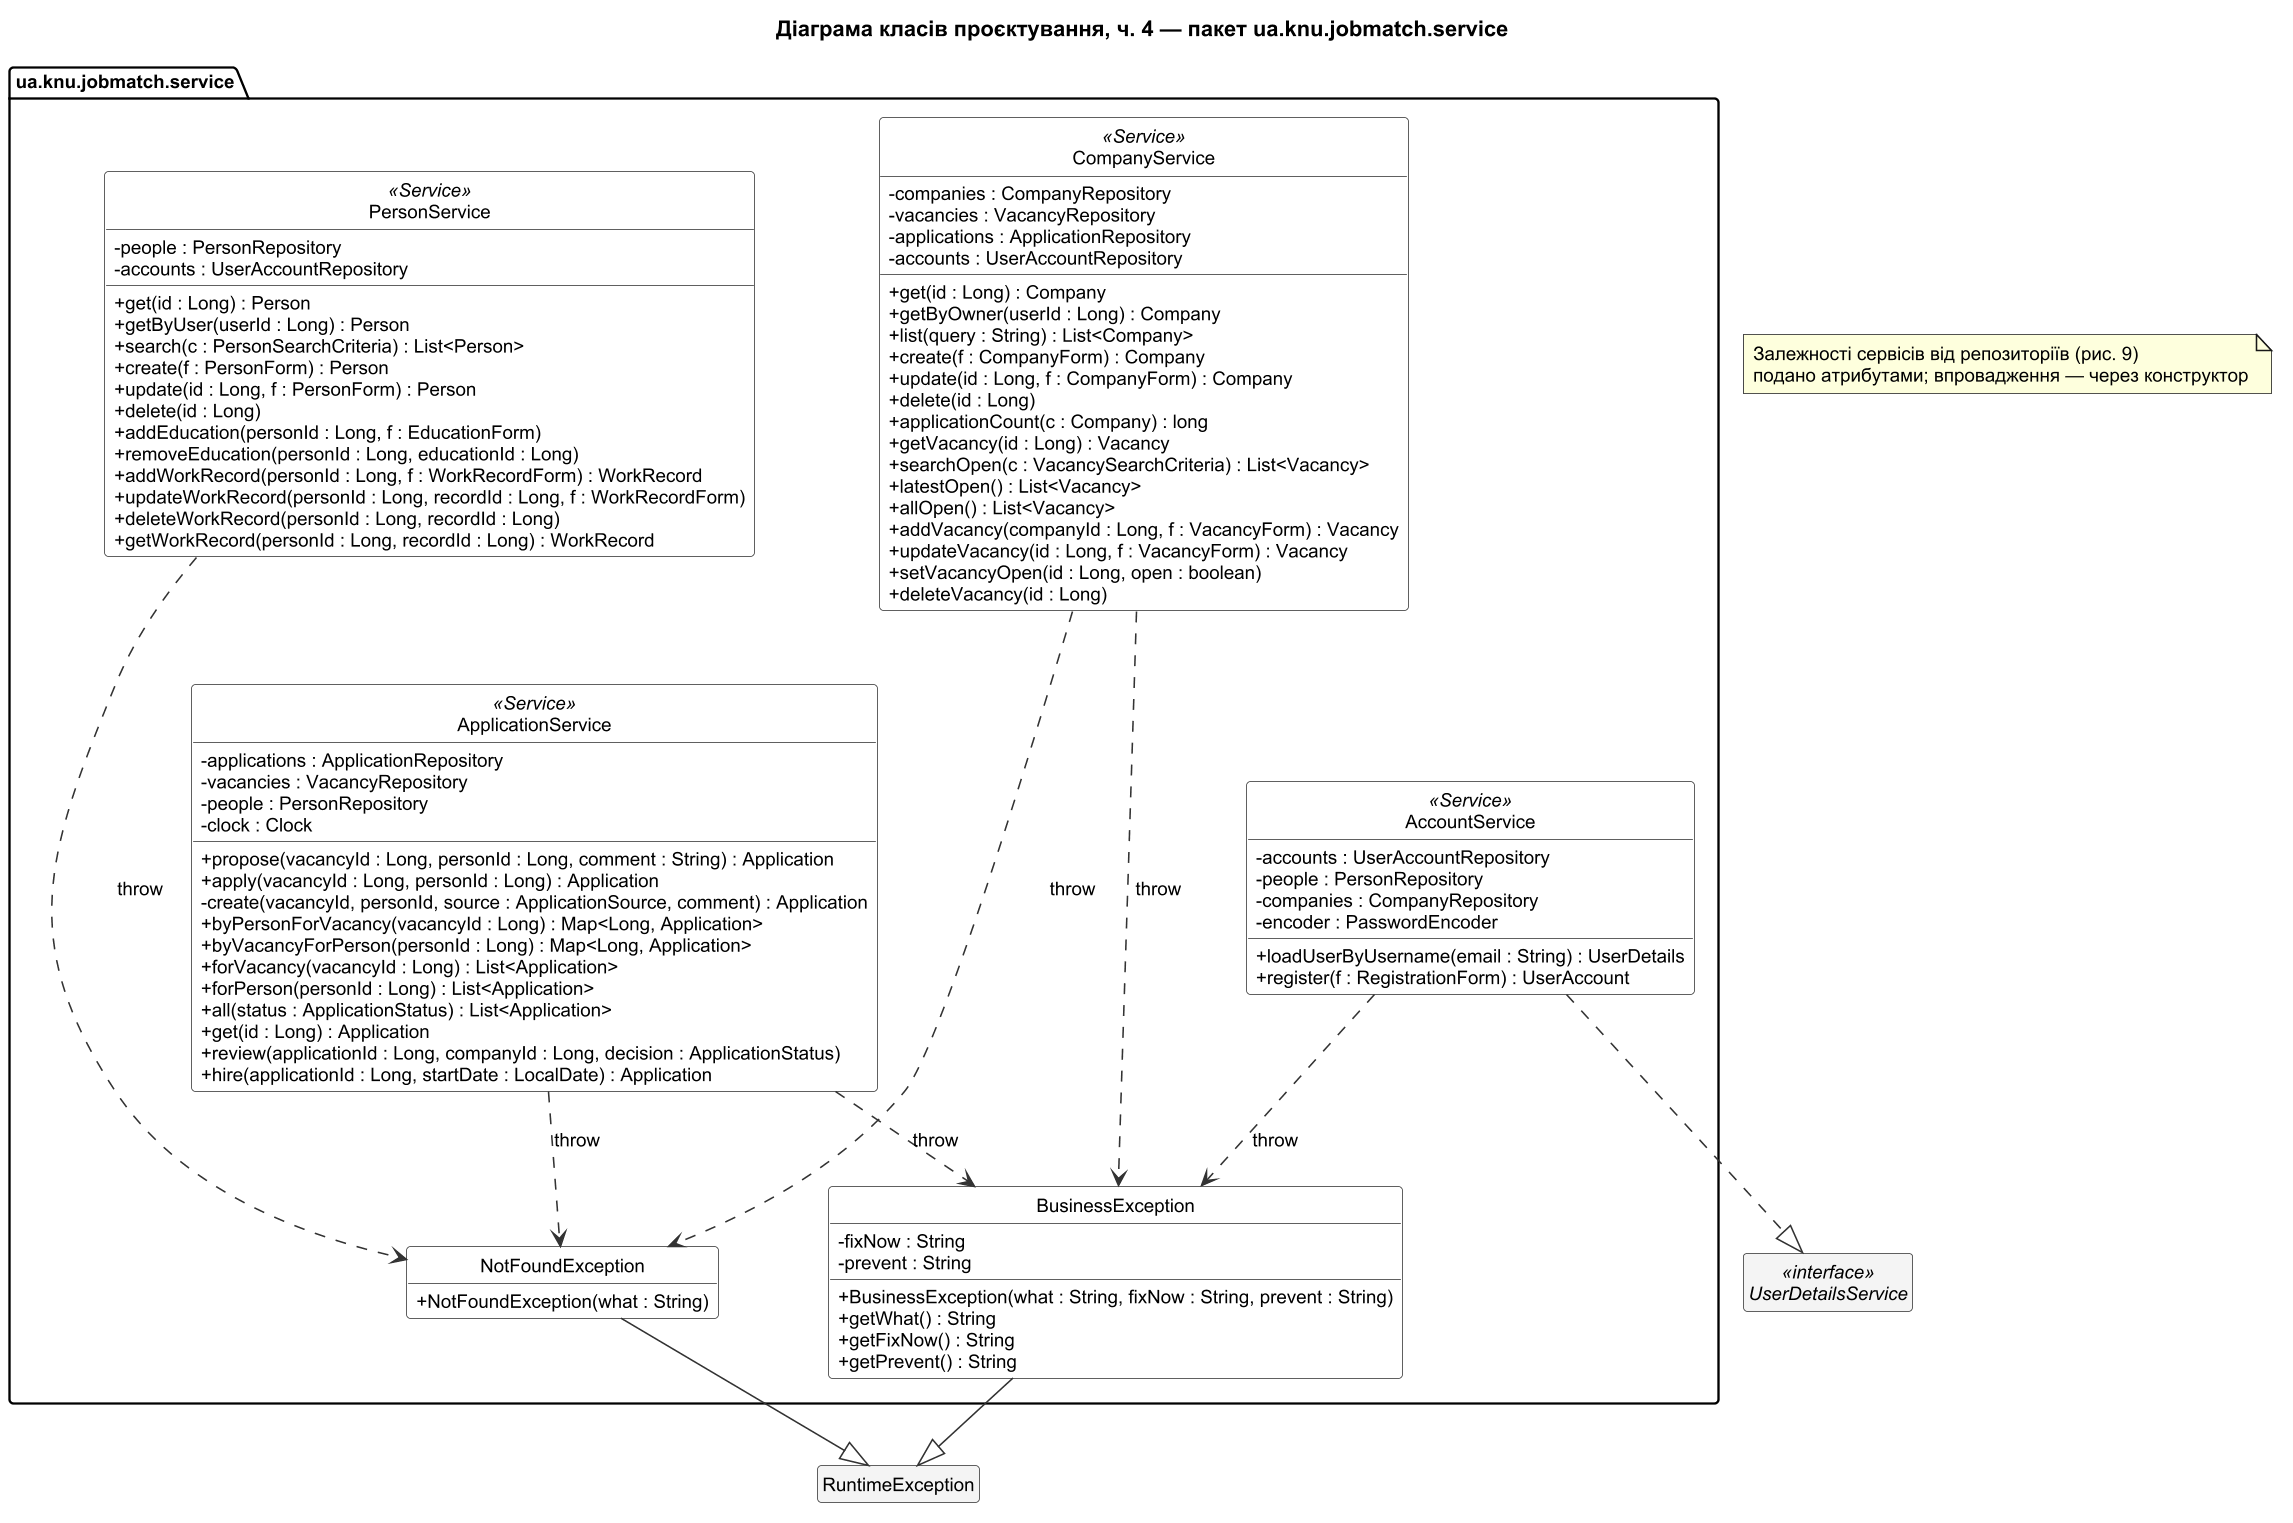 Діаграма класів проєктування, ч. 4 — пакет ua.knu.jobmatch.service
ua.knu.jobmatch.service
«Service»
PersonService
-people : PersonRepository
-accounts : UserAccountRepository
+get(id : Long) : Person
+getByUser(userId : Long) : Person
+search(c : PersonSearchCriteria) : List<Person>
+create(f : PersonForm) : Person
+update(id : Long, f : PersonForm) : Person
+delete(id : Long)
+addEducation(personId : Long, f : EducationForm)
+removeEducation(personId : Long, educationId : Long)
+addWorkRecord(personId : Long, f : WorkRecordForm) : WorkRecord
+updateWorkRecord(personId : Long, recordId : Long, f : WorkRecordForm)
+deleteWorkRecord(personId : Long, recordId : Long)
+getWorkRecord(personId : Long, recordId : Long) : WorkRecord
«Service»
CompanyService
-companies : CompanyRepository
-vacancies : VacancyRepository
-applications : ApplicationRepository
-accounts : UserAccountRepository
+get(id : Long) : Company
+getByOwner(userId : Long) : Company
+list(query : String) : List<Company>
+create(f : CompanyForm) : Company
+update(id : Long, f : CompanyForm) : Company
+delete(id : Long)
+applicationCount(c : Company) : long
+getVacancy(id : Long) : Vacancy
+searchOpen(c : VacancySearchCriteria) : List<Vacancy>
+latestOpen() : List<Vacancy>
+allOpen() : List<Vacancy>
+addVacancy(companyId : Long, f : VacancyForm) : Vacancy
+updateVacancy(id : Long, f : VacancyForm) : Vacancy
+setVacancyOpen(id : Long, open : boolean)
+deleteVacancy(id : Long)
Залежності сервісів від репозиторіїв (рис. 9)
подано атрибутами; впровадження — через конструктор
«Service»
ApplicationService
-applications : ApplicationRepository
-vacancies : VacancyRepository
-people : PersonRepository
-clock : Clock
+propose(vacancyId : Long, personId : Long, comment : String) : Application
+apply(vacancyId : Long, personId : Long) : Application
-create(vacancyId, personId, source : ApplicationSource, comment) : Application
+byPersonForVacancy(vacancyId : Long) : Map<Long, Application>
+byVacancyForPerson(personId : Long) : Map<Long, Application>
+forVacancy(vacancyId : Long) : List<Application>
+forPerson(personId : Long) : List<Application>
+all(status : ApplicationStatus) : List<Application>
+get(id : Long) : Application
+review(applicationId : Long, companyId : Long, decision : ApplicationStatus)
+hire(applicationId : Long, startDate : LocalDate) : Application
«Service»
AccountService
-accounts : UserAccountRepository
-people : PersonRepository
-companies : CompanyRepository
-encoder : PasswordEncoder
+loadUserByUsername(email : String) : UserDetails
+register(f : RegistrationForm) : UserAccount
throw
throw
throw
throw
throw
throw
NotFoundException
+NotFoundException(what : String)
BusinessException
-fixNow : String
-prevent : String
+BusinessException(what : String, fixNow : String, prevent : String)
+getWhat() : String
+getFixNow() : String
+getPrevent() : String
«interface»
UserDetailsService
RuntimeException